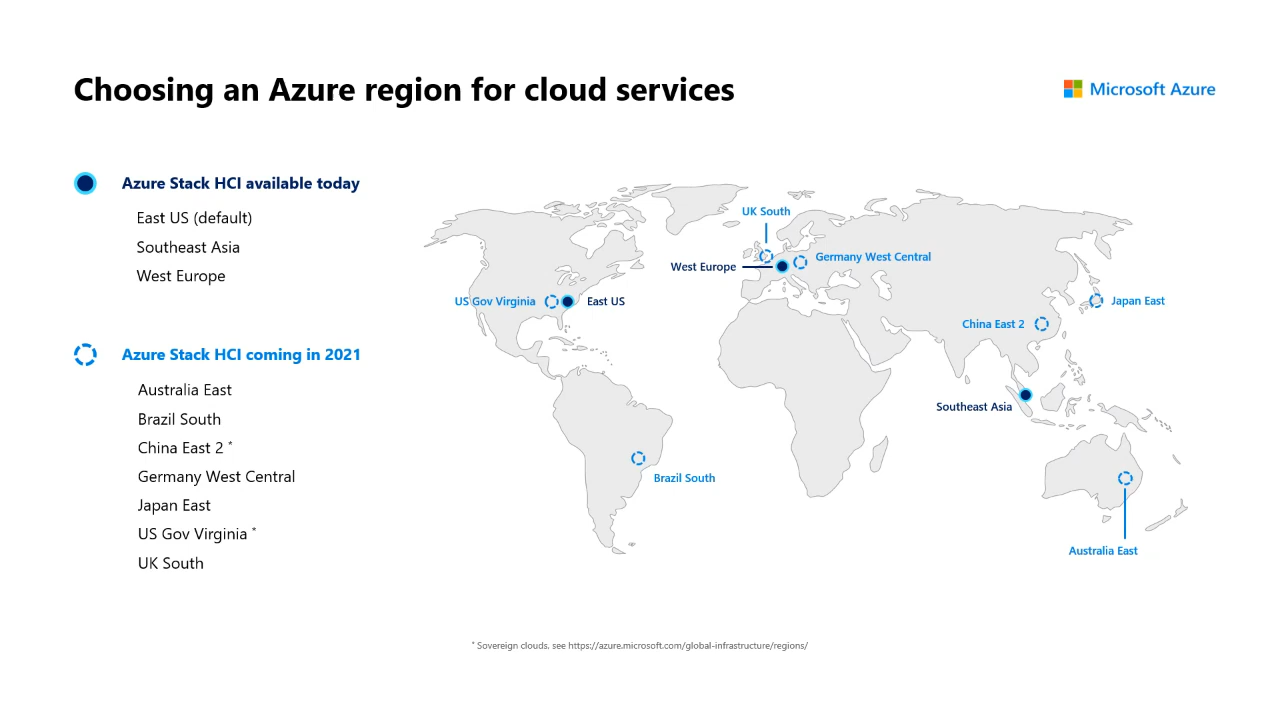 Choosing an Azure region for cloud services
Microsoft Azure
Azure Stack HCI available today
East US (default)
Southeast Asia
West Europe
Azure Stack HCI coming in 2021
Australia East
Brazil South
China East 2 *
Germany West Central
Japan East
US Gov Virginia *
UK South
UK South
West Europe
Germany West Central
US Gov Virginia
East US
Japan East
China East 2
Southeast Asia
Brazil South
Australia East
* Sovereign clouds, see https://azure.microsoft.com/global-infrastructure/regions/